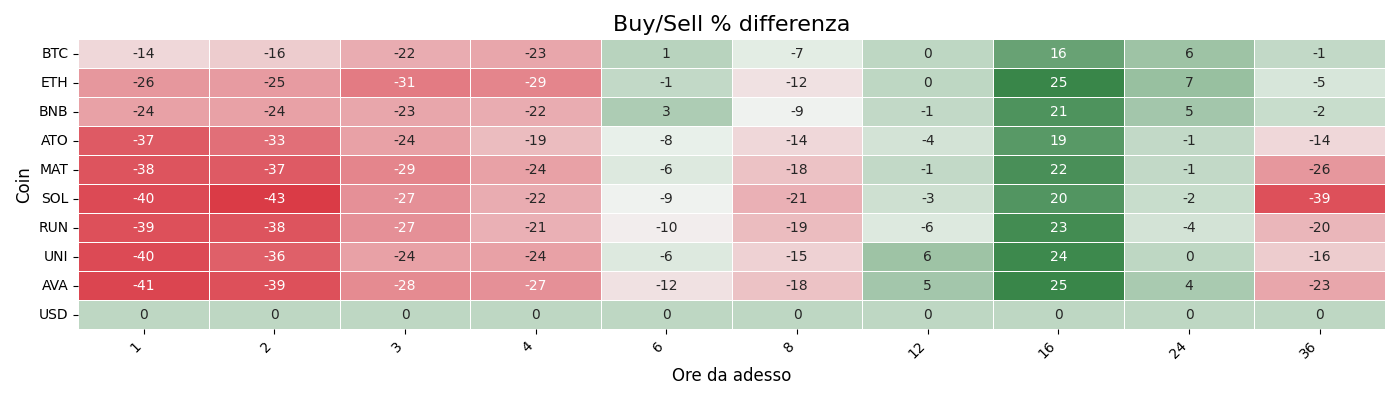 Buy/Sell % differenza
Coin
BTC -14 -16 -22 -23 1 -7 0 16 6 -1
ETH -26 -25 -31 -29 -1 -12 0 25 7 -5
BNB -24 -24 -23 -22 3 -9 -1 21 5 -2
ATO -37 -33 -24 -19 -8 -14 -4 19 -1 -14
MAT -38 -37 -29 -24 -6 -18 -1 22 -1 -26
SOL -40 -43 -27 -22 -9 -21 -3 20 -2 -39
RUN -39 -38 -27 -21 -10 -19 -6 23 -4 -20
UNI -40 -36 -24 -24 -6 -15 6 24 0 -16
AVA -41 -39 -28 -27 -12 -18 5 25 4 -23
USD 0 0 0 0 0 0 0 0 0 0
1 2 3 4 6 8 12 16 24 36
Ore da adesso